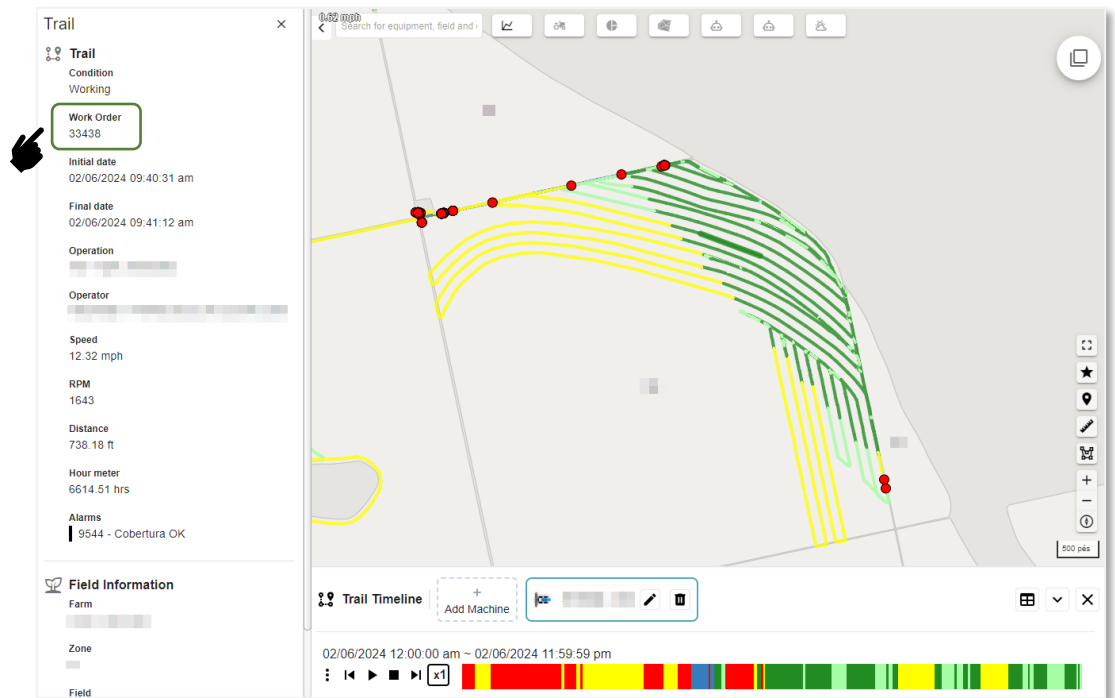 Trail
Trail
Condition
Working
Work Order
33438
Initial date
02/06/2024 09:40:31 am
Final date
02/06/2024 09:41:12 am
Operation
Operator
Speed
12.32 mph
RPM
1643
Distance
738.18 ft
Hour meter
6614.51 hrs
Alarms
9544 - Cobertura OK
Field Information
Farm
Zone
Field
0.62 mph
Search for equipment, field and
500 pés
Trail Timeline
+
Add Machine
02/06/2024 12:00:00 am ~ 02/06/2024 11:59:59 pm
x1